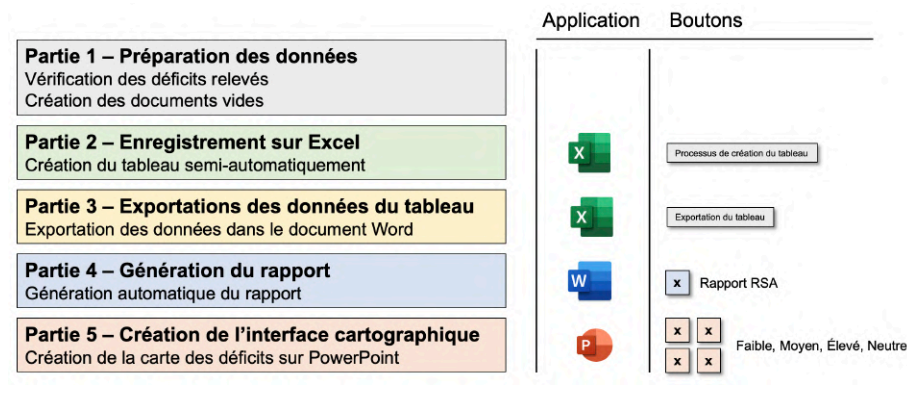 Application Boutons
Partie 1 – Préparation des données
Vérification des déficits relevés
Création des documents vides
Partie 2 – Enregistrement sur Excel
Création du tableau semi-automatiquement
X
Processus de création du tableau
Partie 3 – Exportations des données du tableau
Exportation des données dans le document Word
X
Exportation du tableau
Partie 4 – Génération du rapport
Génération automatique du rapport
W
x Rapport RSA
Partie 5 – Création de l'interface cartographique
Création de la carte des déficits sur PowerPoint
P
x x
x x
Faible, Moyen, Élevé, Neutre